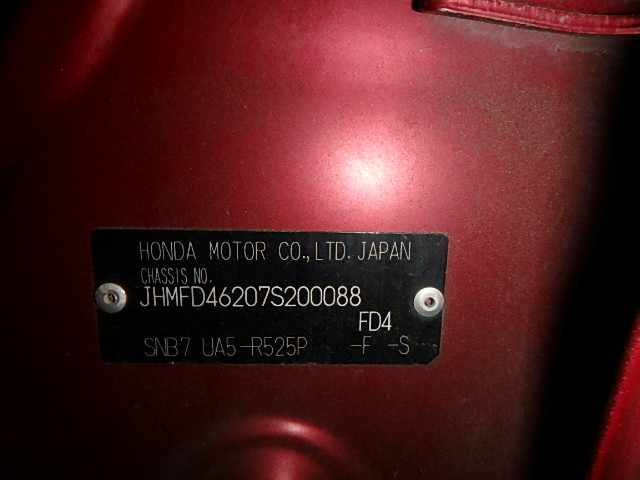 HONDA MOTOR CO.,LTD. JAPAN
CHASSIS NO.
JHMFD46207S200088
FD4
SNB7 UA5-R525P -F -S